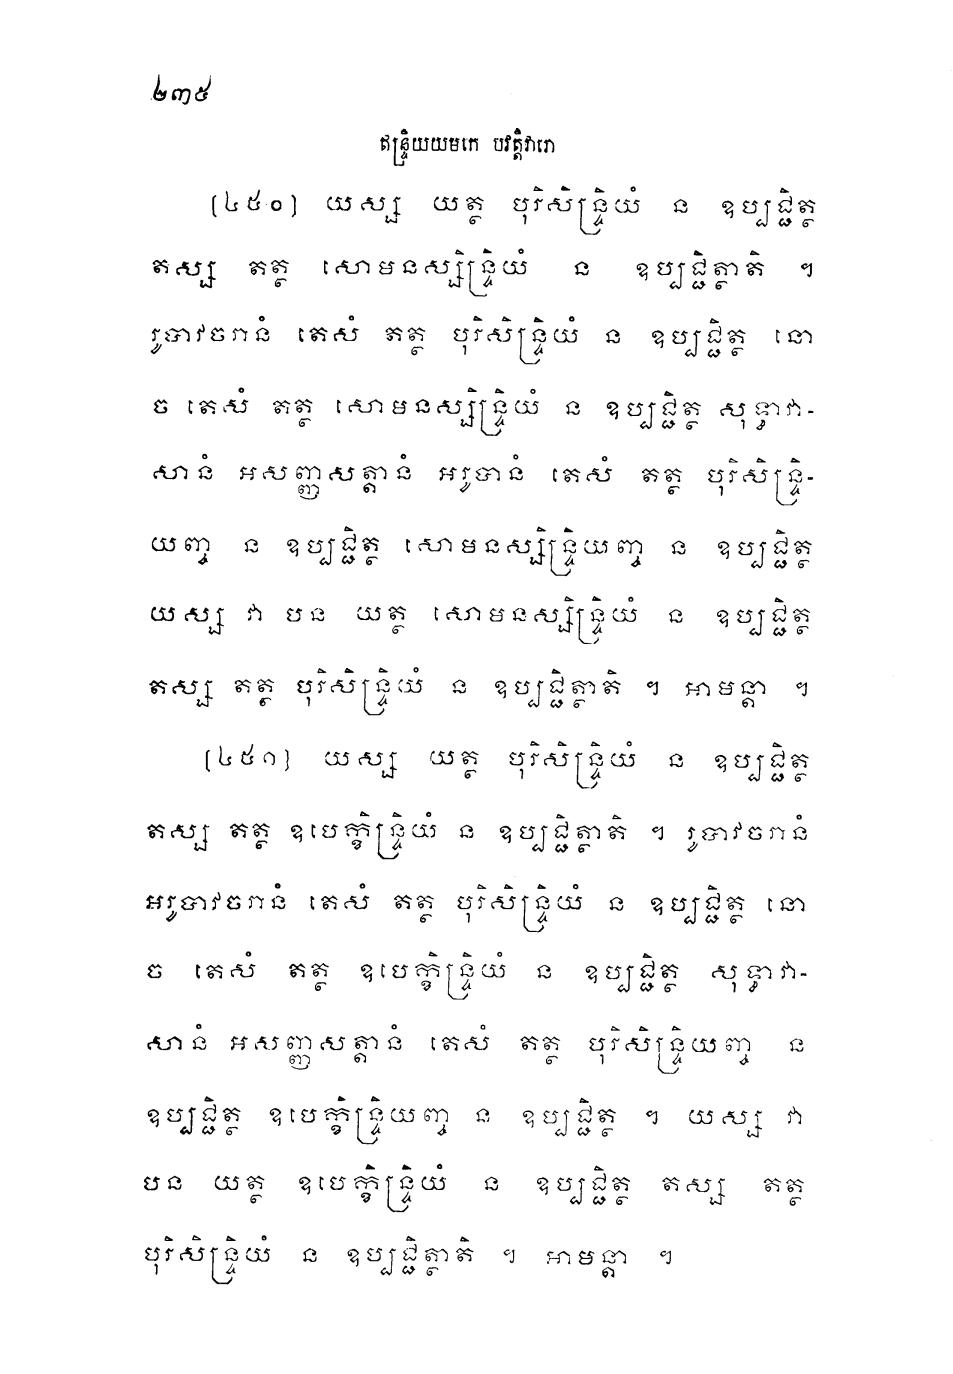 ២៣៥
ឥន្ទ្រិយយមកេ បវត្តិវារោ
[៤៥០] យស្ស យត្ថ បុរិសិន្ទ្រិយំ ន ឧប្បជ្ជិត្ថ
តស្ស តត្ថ សោមនស្សិន្ទ្រិយំ ន ឧប្បជ្ជិត្ថាតិ ។
រូបាវចរានំ តេសំ តត្ថ បុរិសិន្ទ្រិយំ ន ឧប្បជ្ជិត្ថ នោ
ច តេសំ តត្ថ សោមនស្សិន្ទ្រិយំ ន ឧប្បជ្ជិត្ថ សុទ្ធាវា-
សានំ អសញ្ញសត្តានំ អរូបានំ តេសំ តត្ថ បុរិសិន្ទ្រិ-
យញ្ច ន ឧប្បជ្ជិត្ថ សោមនស្សិន្ទ្រិយញ្ច ន ឧប្បជ្ជិត្ថ
យស្ស វា បន យត្ថ សោមនស្សិន្ទ្រិយំ ន ឧប្បជ្ជិត្ថ
តស្ស តត្ថ បុរិសិន្ទ្រិយំ ន ឧប្បជ្ជិត្ថាតិ ។ អាមន្តា ។
[៤៥១] យស្ស យត្ថ បុរិសិន្ទ្រិយំ ន ឧប្បជ្ជិត្ថ
តស្ស តត្ថ ឧបេក្ខិន្ទ្រិយំ ន ឧប្បជ្ជិត្ថាតិ ។ រូបាវចរានំ
អរូបាវចរានំ តេសំ តត្ថ បុរិសិន្ទ្រិយំ ន ឧប្បជ្ជិត្ថ នោ
ច តេសំ តត្ថ ឧបេក្ខិន្ទ្រិយំ ន ឧប្បជ្ជិត្ថ សុទ្ធាវា-
សានំ អសញ្ញសត្តានំ តេសំ តត្ថ បុរិសិន្ទ្រិយញ្ច ន
ឧប្បជ្ជិត្ថ ឧបេក្ខិន្ទ្រិយញ្ច ន ឧប្បជ្ជិត្ថ ។ យស្ស វា
បន យត្ថ ឧបេក្ខិន្ទ្រិយំ ន ឧប្បជ្ជិត្ថ តស្ស តត្ថ
បុរិសិន្ទ្រិយំ ន ឧប្បជ្ជិត្ថាតិ ។ អាមន្តា ។